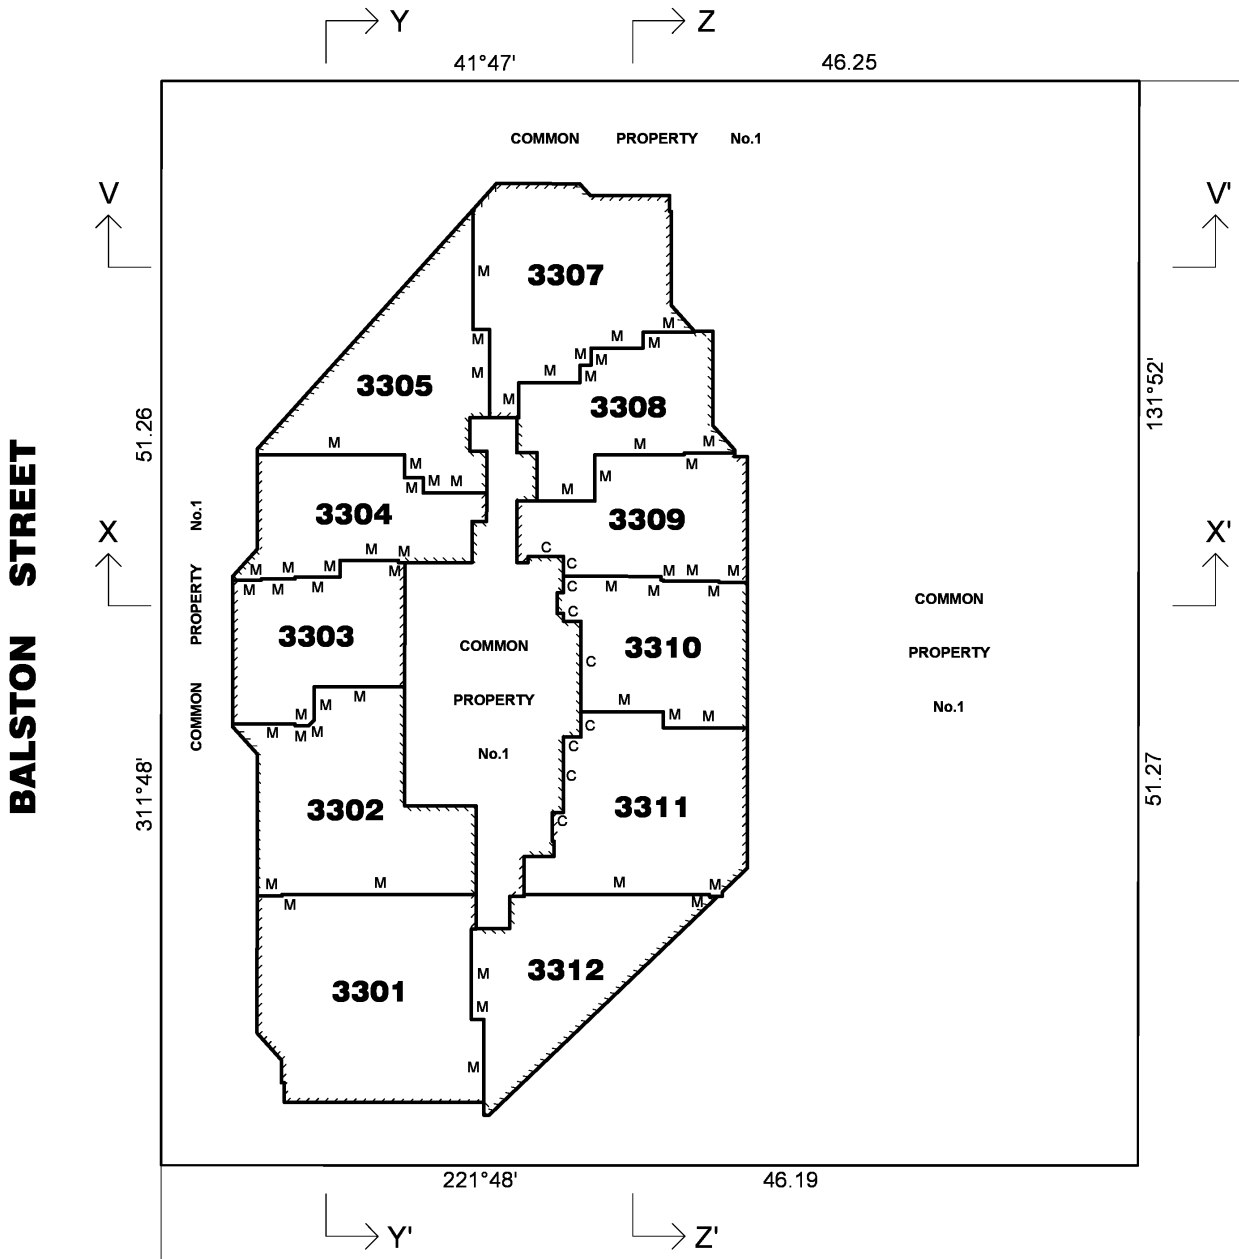 Y
Z
41°47'
46.25
COMMON PROPERTY No.1
V
V'
3307
M
M
M
M
M
M
M
M
M
M
M
M
3305
3308
131°52'
51.26
M
M
M
M
M
M
M
M
M
M
M
BALSTON STREET
COMMON PROPERTY No.1
3304
3309
X
X'
M
M
C
C
M
M
M
M
M
M
M
M
M
M
M
C
M
M
M
C
COMMON
PROPERTY
No.1
3303
3310
COMMON
PROPERTY
No.1
C
M
M
M
M
M
M
M
M
M
M
C
C
C
311°48'
51.27
3302
3311
C
M
M
M
M
M
M
3312
3301
M
M
M
221°48'
46.19
Y'
Z'